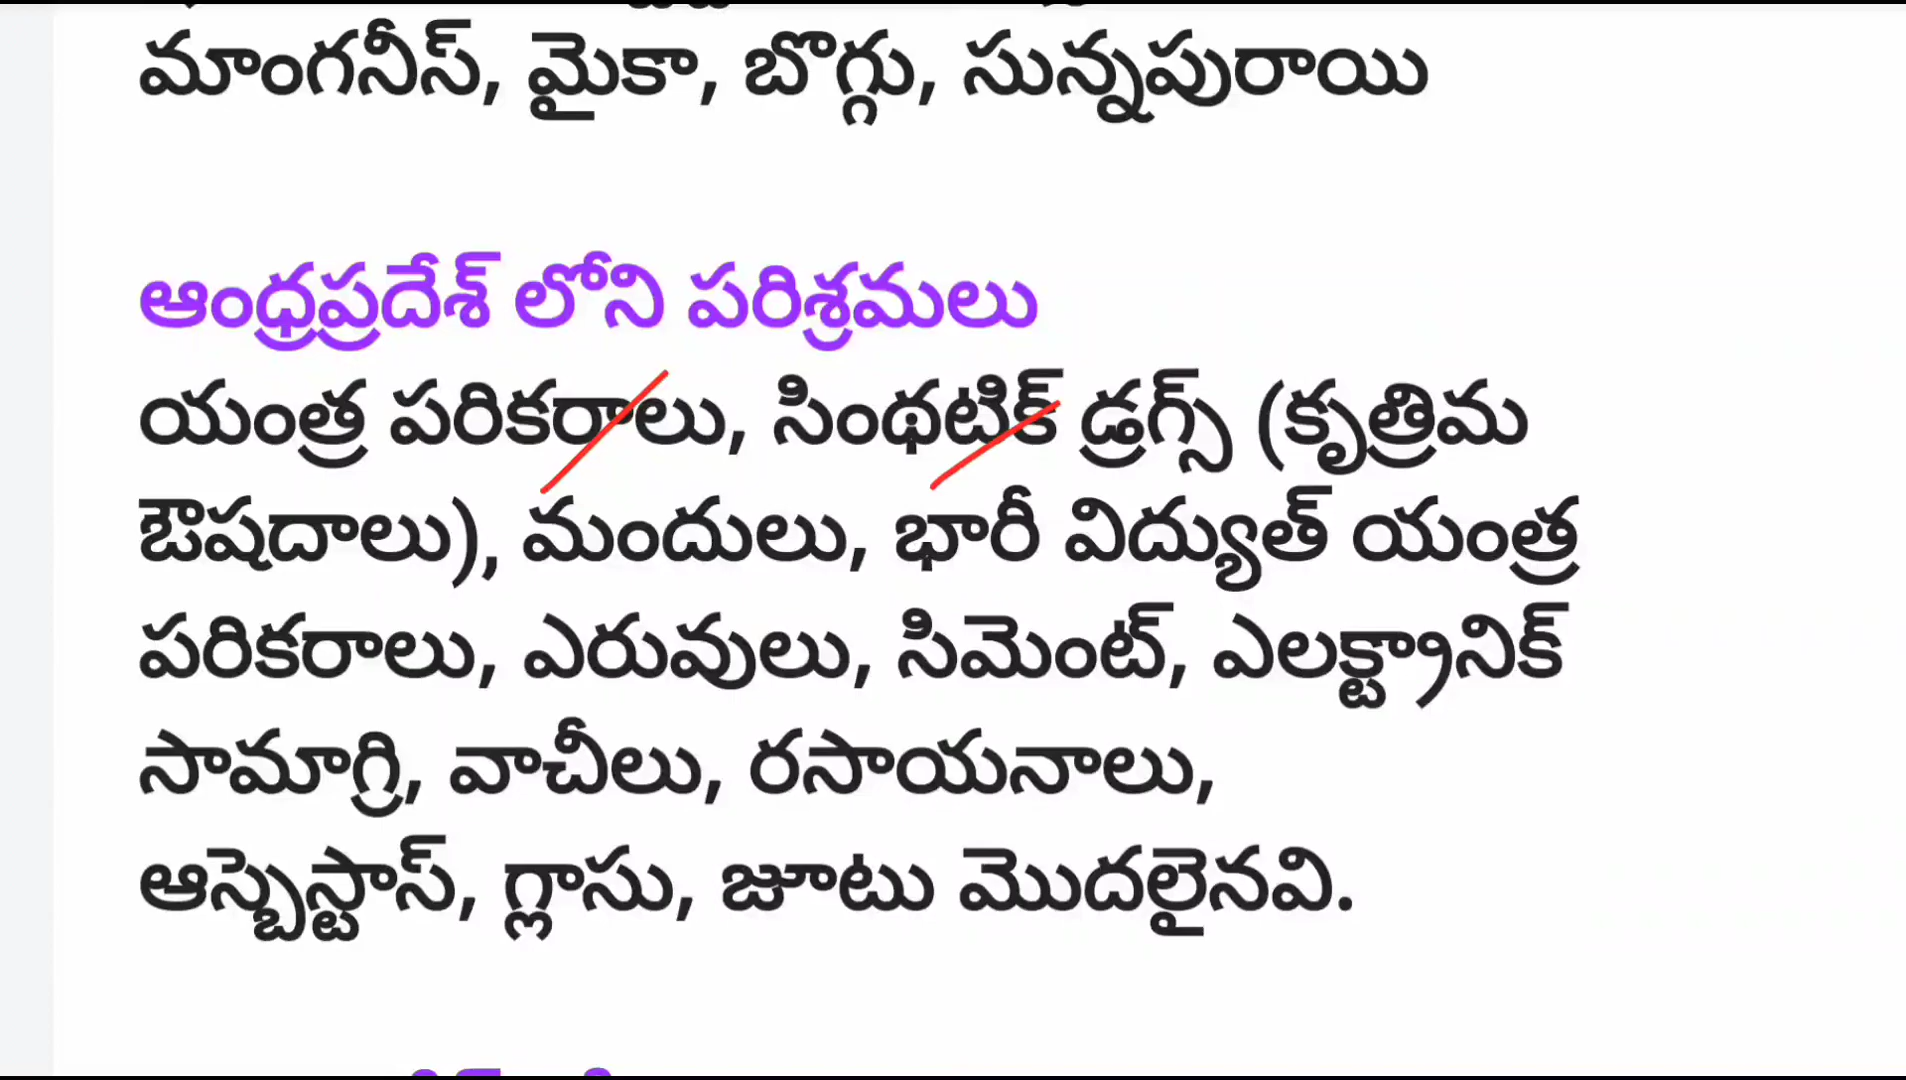 మాంగనీస్, మైకా, బొగ్గు, సున్నపురాయి
ఆంధ్రప్రదేశ్ లోని పరిశ్రమలు
యంత్ర పరికరాలు, సింథటిక్ డ్రగ్స్ (కృత్రిమ
ఔషదాలు), మందులు, భారీ విద్యుత్ యంత్ర
పరికరాలు, ఎరువులు, సిమెంట్, ఎలక్ట్రానిక్
సామాగ్రి, వాచీలు, రసాయనాలు,
ఆస్బెస్టాస్, గ్లాసు, జూటు మొదలైనవి.